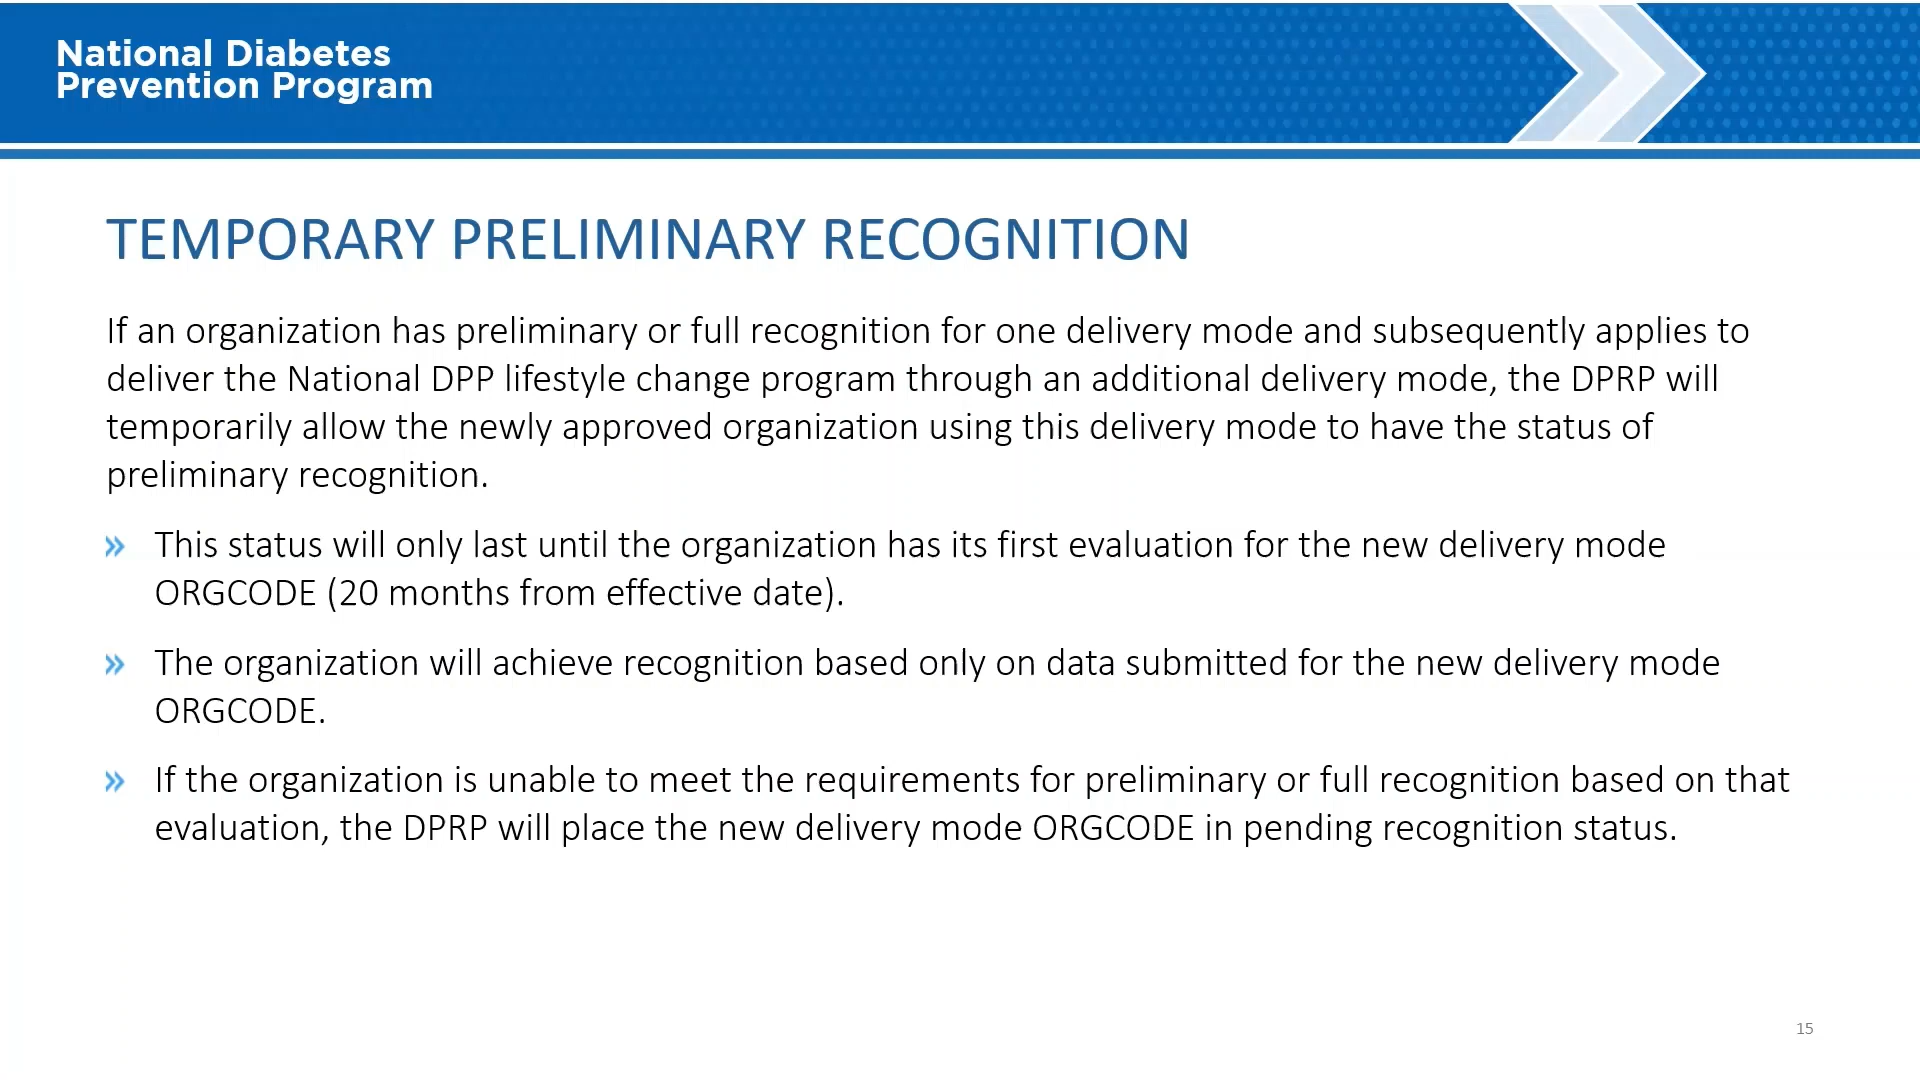 National Diabetes
Prevention Program
TEMPORARY PRELIMINARY RECOGNITION
If an organization has preliminary or full recognition for one delivery mode and subsequently applies to
deliver the National DPP lifestyle change program through an additional delivery mode, the DPRP will
temporarily allow the newly approved organization using this delivery mode to have the status of
preliminary recognition.
» This status will only last until the organization has its first evaluation for the new delivery mode
ORGCODE (20 months from effective date).
» The organization will achieve recognition based only on data submitted for the new delivery mode
ORGCODE.
» If the organization is unable to meet the requirements for preliminary or full recognition based on that
evaluation, the DPRP will place the new delivery mode ORGCODE in pending recognition status.
15